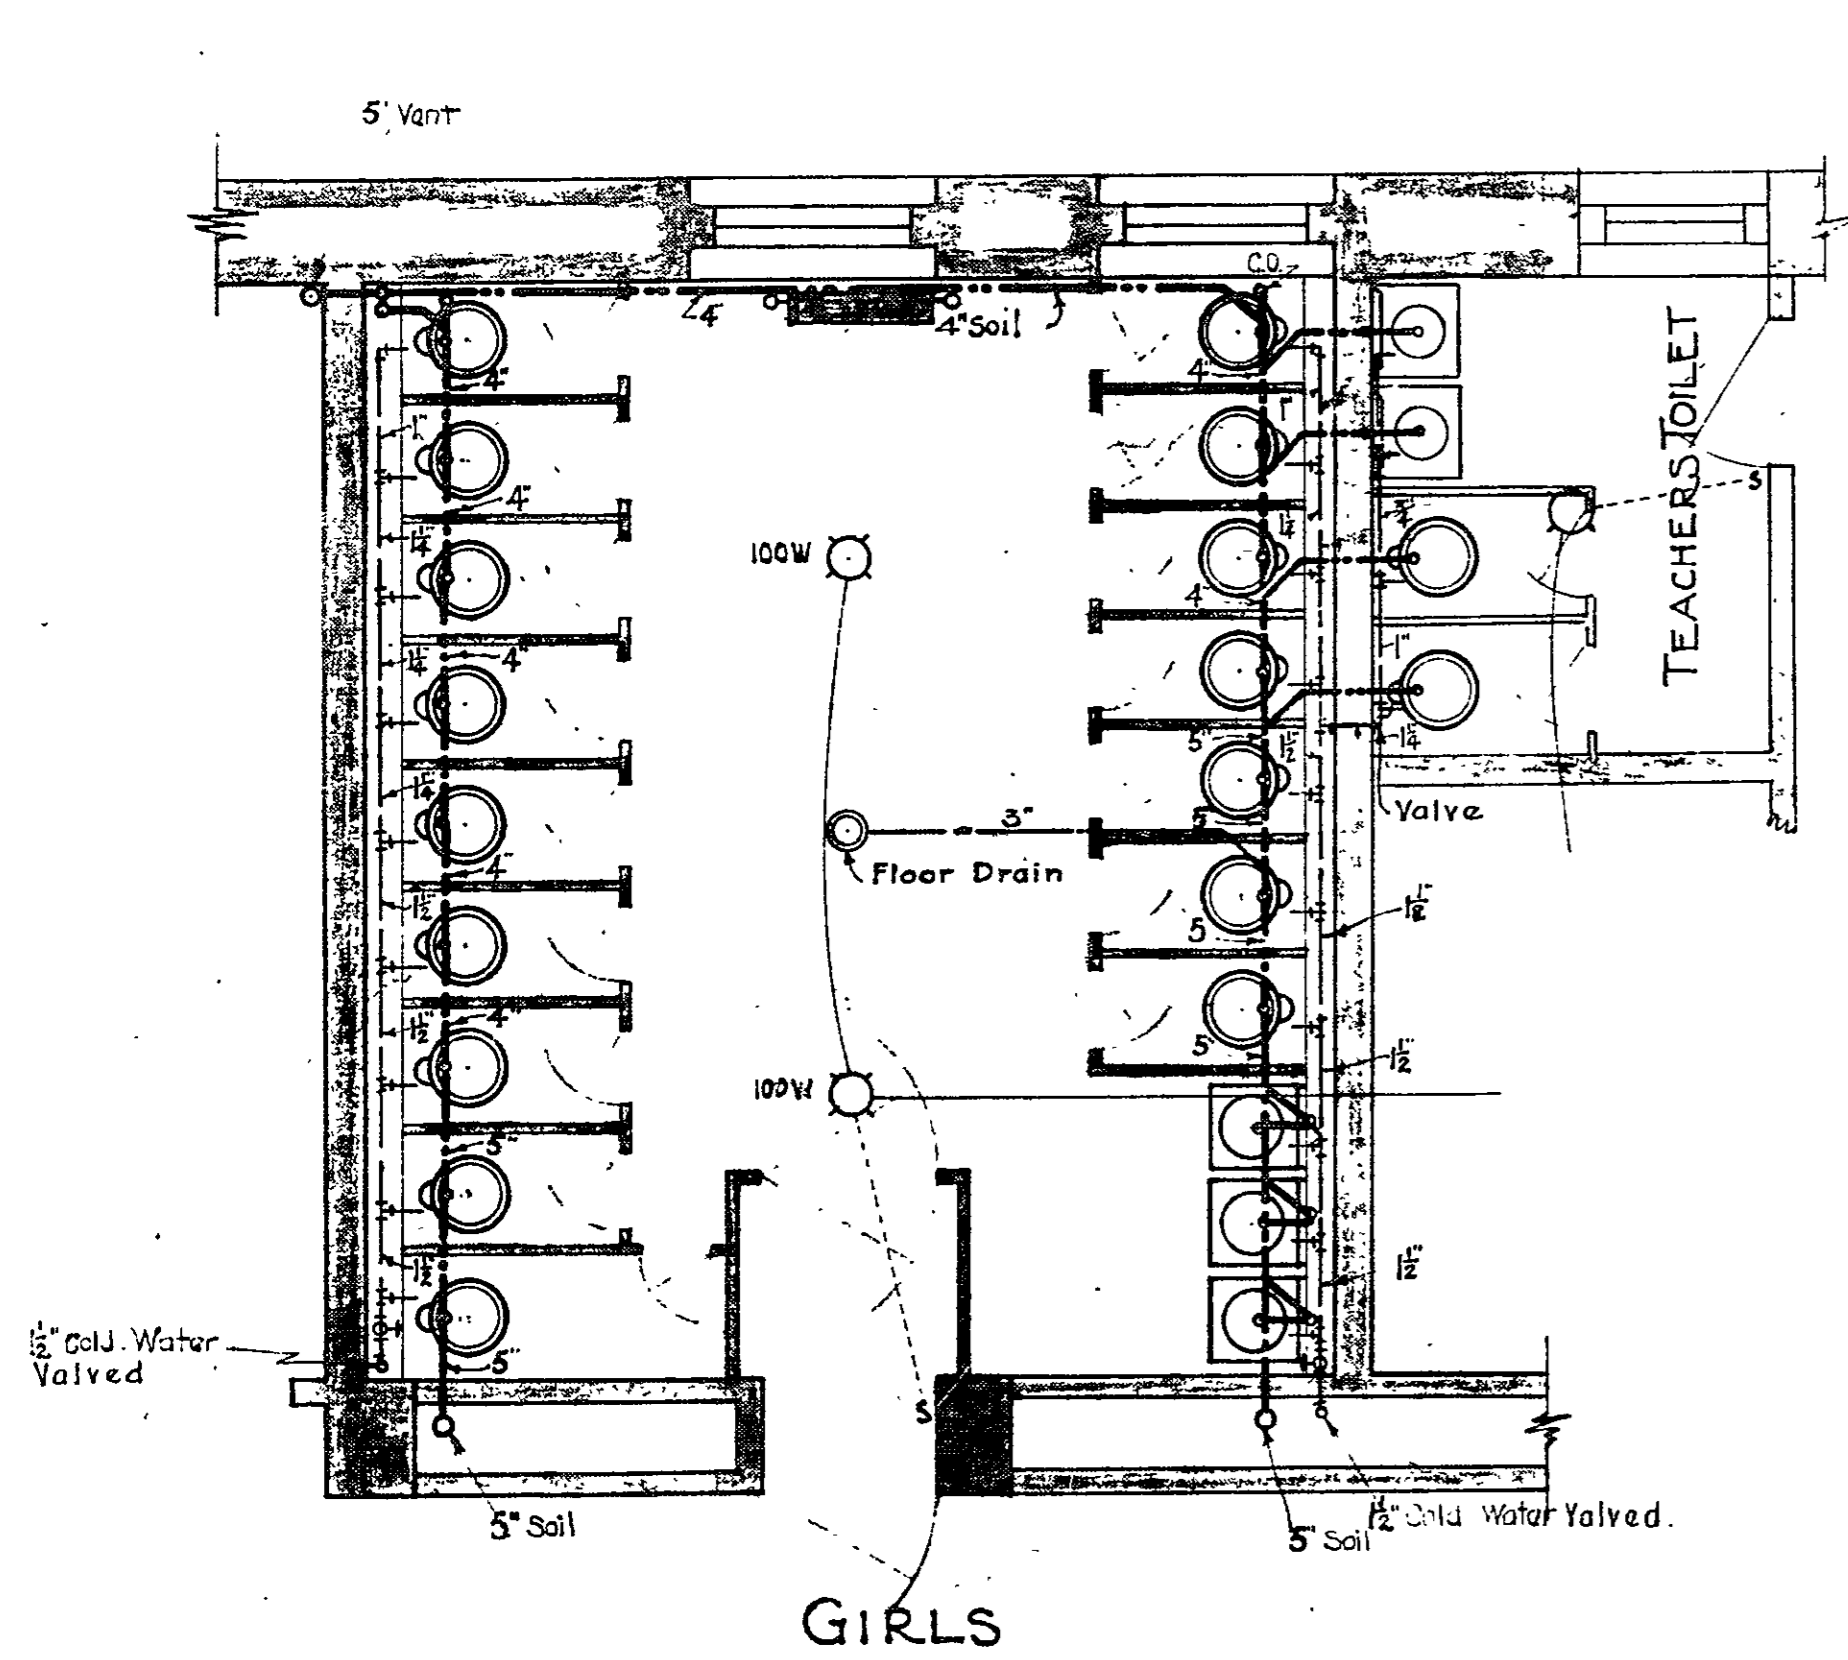 5' Vent
C.O.
4"
4" Soil
4"
4"
1"
1"
4"
1¼"
1¼"
¾"
4
4"
1¼"
1"
5"
1½"
1¼"
1¼"
Valve
100W
3"
5
Floor Drain
4"
1½"
1½"
5
4"
1½"
5
1½"
100W
5"
1½"
1½"
5"
1½" Cold Water
Valved
S
S
TEACHERS TOILET
5" Soil
5" Soil
1½" Cold Water Valved.
GIRLS